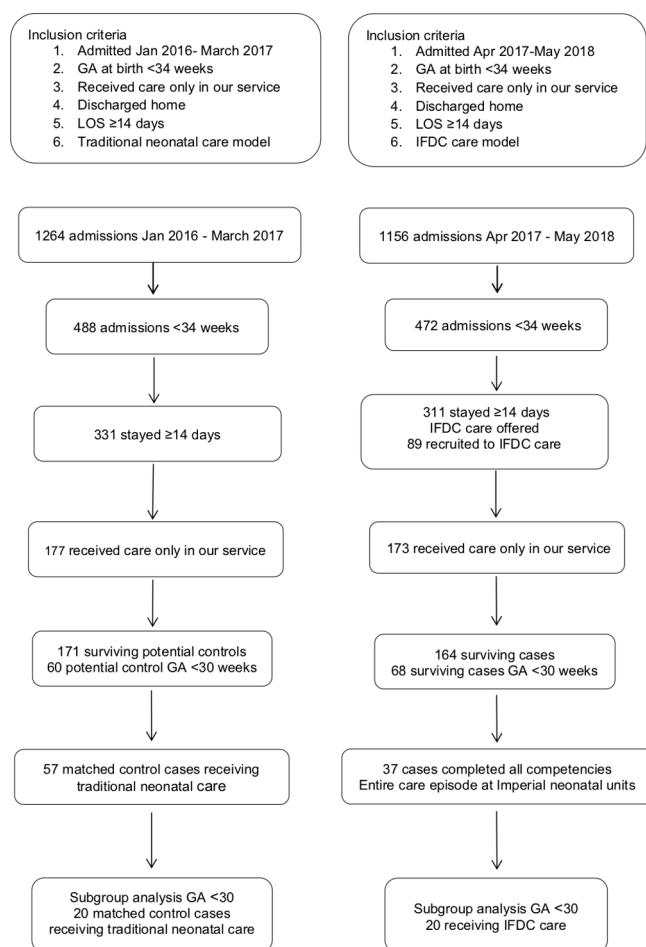 Inclusion criteria
1. Admitted Jan 2016- March 2017
2. GA at birth <34 weeks
3. Received care only in our service
4. Discharged home
5. LOS ≥14 days
6. Traditional neonatal care model
1264 admissions Jan 2016 - March 2017
488 admissions <34 weeks
331 stayed ≥14 days
177 received care only in our service
171 surviving potential controls
60 potential control GA <30 weeks
57 matched control cases receiving
traditional neonatal care
Subgroup analysis GA <30
20 matched control cases
receiving traditional neonatal care
Inclusion criteria
1. Admitted Apr 2017-May 2018
2. GA at birth <34 weeks
3. Received care only in our service
4. Discharged home
5. LOS ≥14 days
6. IFDC care model
1156 admissions Apr 2017 - May 2018
472 admissions <34 weeks
311 stayed ≥14 days
IFDC care offered
89 recruited to IFDC care
173 received care only in our service
164 surviving cases
68 surviving cases GA <30 weeks
37 cases completed all competencies
Entire care episode at Imperial neonatal units
Subgroup analysis GA <30
20 receiving IFDC care